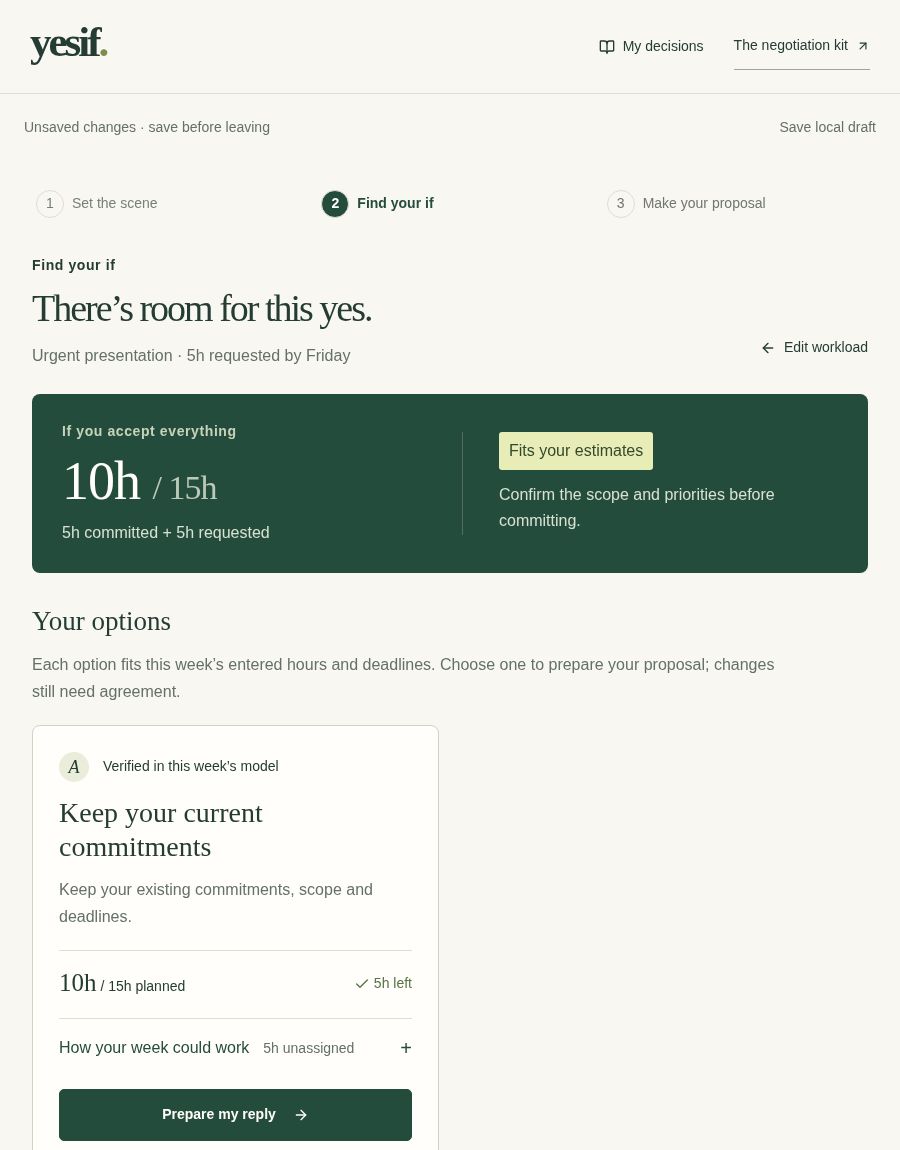 yesif.
My decisions
The negotiation kit
Unsaved changes · save before leaving
Save local draft
1 Set the scene
2 Find your if
3 Make your proposal
Find your if
There’s room for this yes.
Urgent presentation · 5h requested by Friday
Edit workload
If you accept everything
10h / 15h
5h committed + 5h requested
Fits your estimates
Confirm the scope and priorities before
committing.
Your options
Each option fits this week’s entered hours and deadlines. Choose one to prepare your proposal; changes
still need agreement.
A Verified in this week’s model
Keep your current
commitments
Keep your existing commitments, scope and
deadlines.
10h / 15h planned
5h left
How your week could work 5h unassigned +
Prepare my reply